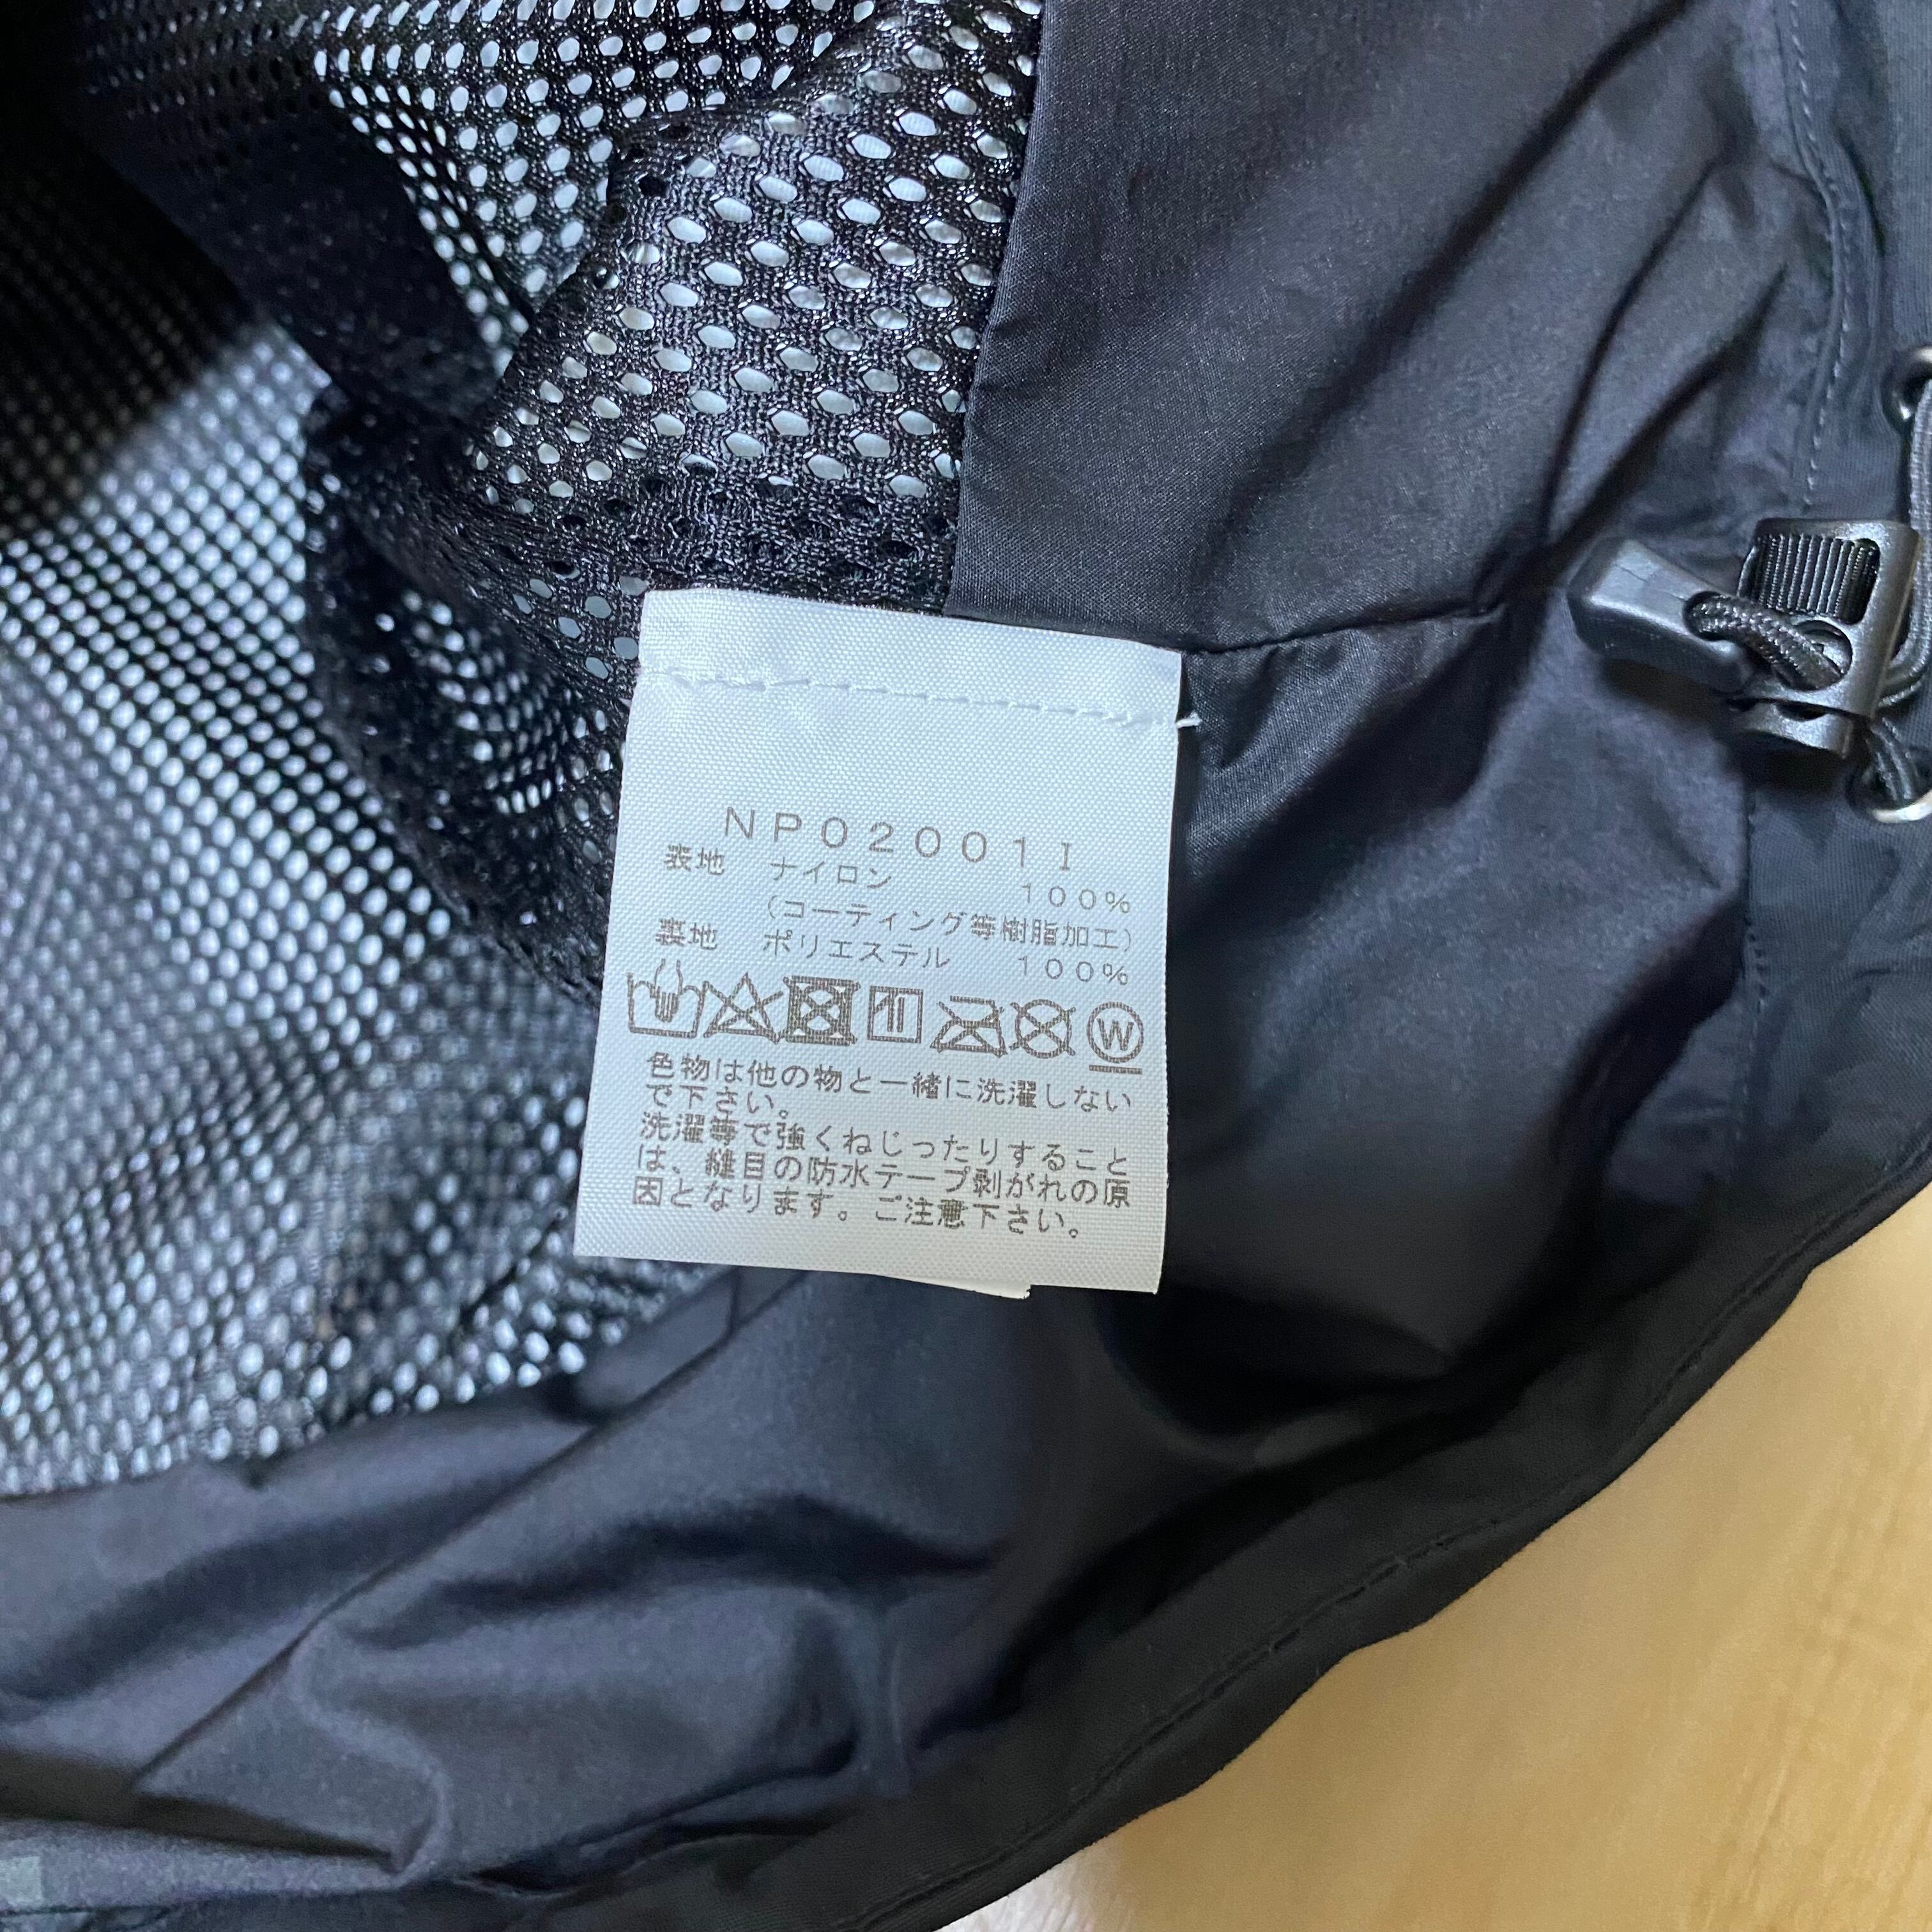 NP02001I
表地 ナイロン 100%
(コーティング等樹脂加工)
裏地 ポリエステル 100%
W
色物は他の物と一緒に洗濯しない
で下さい。
洗濯等で強くねじったりすること
は、縫目の防水テープ剥がれの原
因となります。ご注意下さい。